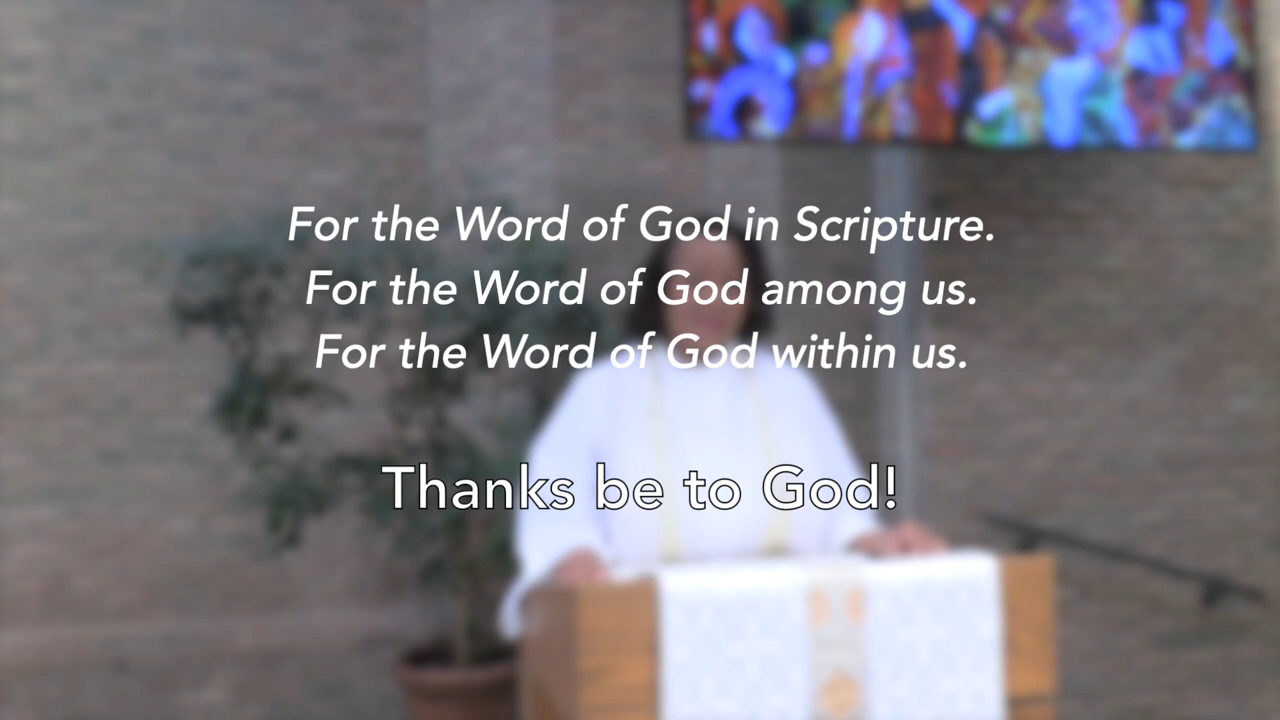 For the Word of God in Scripture.
For the Word of God among us.
For the Word of God within us.
Thanks be to God!